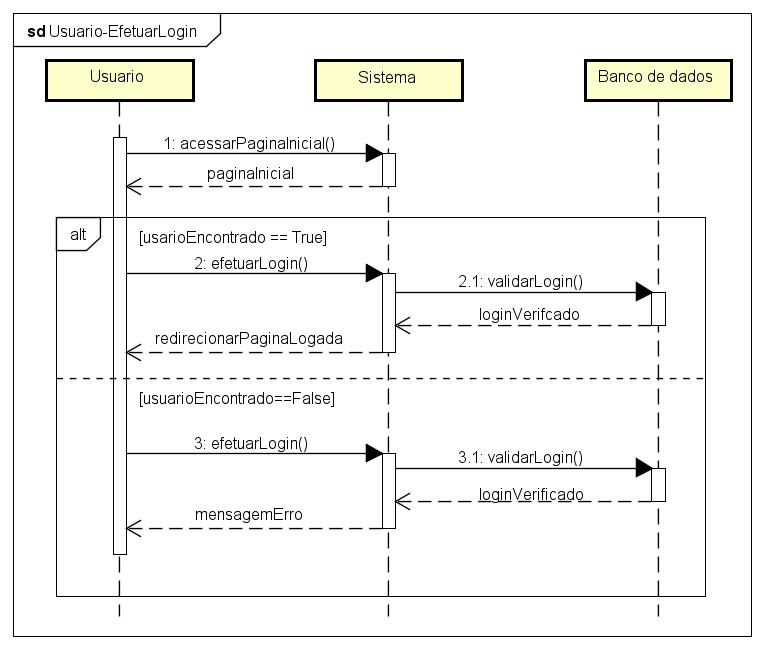 sd Usuario-EfetuarLogin
Usuario
Sistema
Banco de dados
1: acessarPaginaInicial()
paginaInicial
alt
[usarioEncontrado == True]
2: efetuarLogin()
2.1: validarLogin()
loginVerifcado
redirecionarPaginaLogada
[usuarioEncontrado==False]
3: efetuarLogin()
3.1: validarLogin()
loginVerificado
mensagemErro